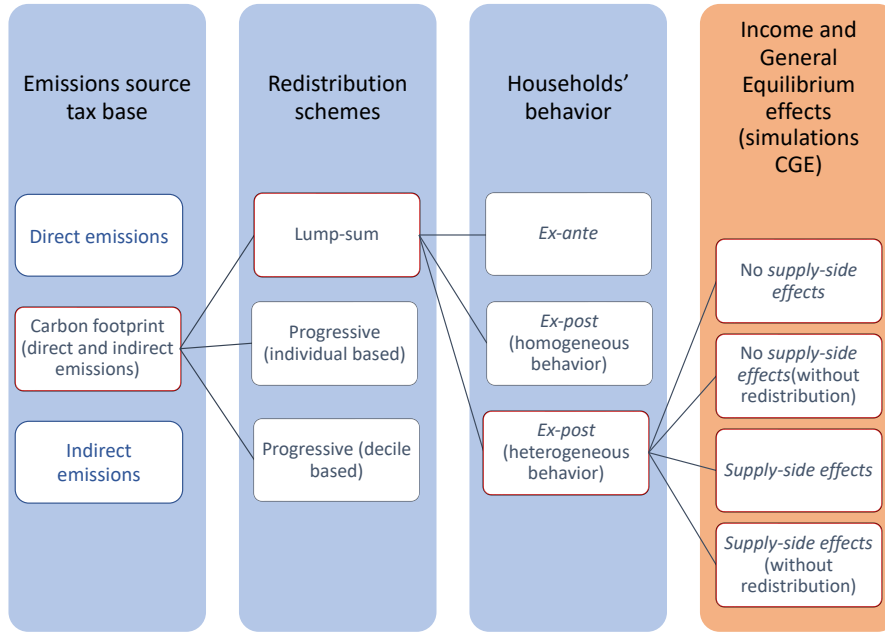 Emissions source
tax base
Direct emissions
Carbon footprint
(direct and indirect
emissions)
Indirect
emissions
Redistribution
schemes
Lump-sum
Progressive
(individual based)
Progressive (decile
based)
Households'
behavior
Ex-ante
Ex-post
(homogeneous
behavior)
Ex-post
(heterogeneous
behavior)
Income and
General
Equilibrium
effects
(simulations
CGE)
No supply-side
effects
No supply-side
effects(without
redistribution)
Supply-side effects
Supply-side effects
(without
redistribution)